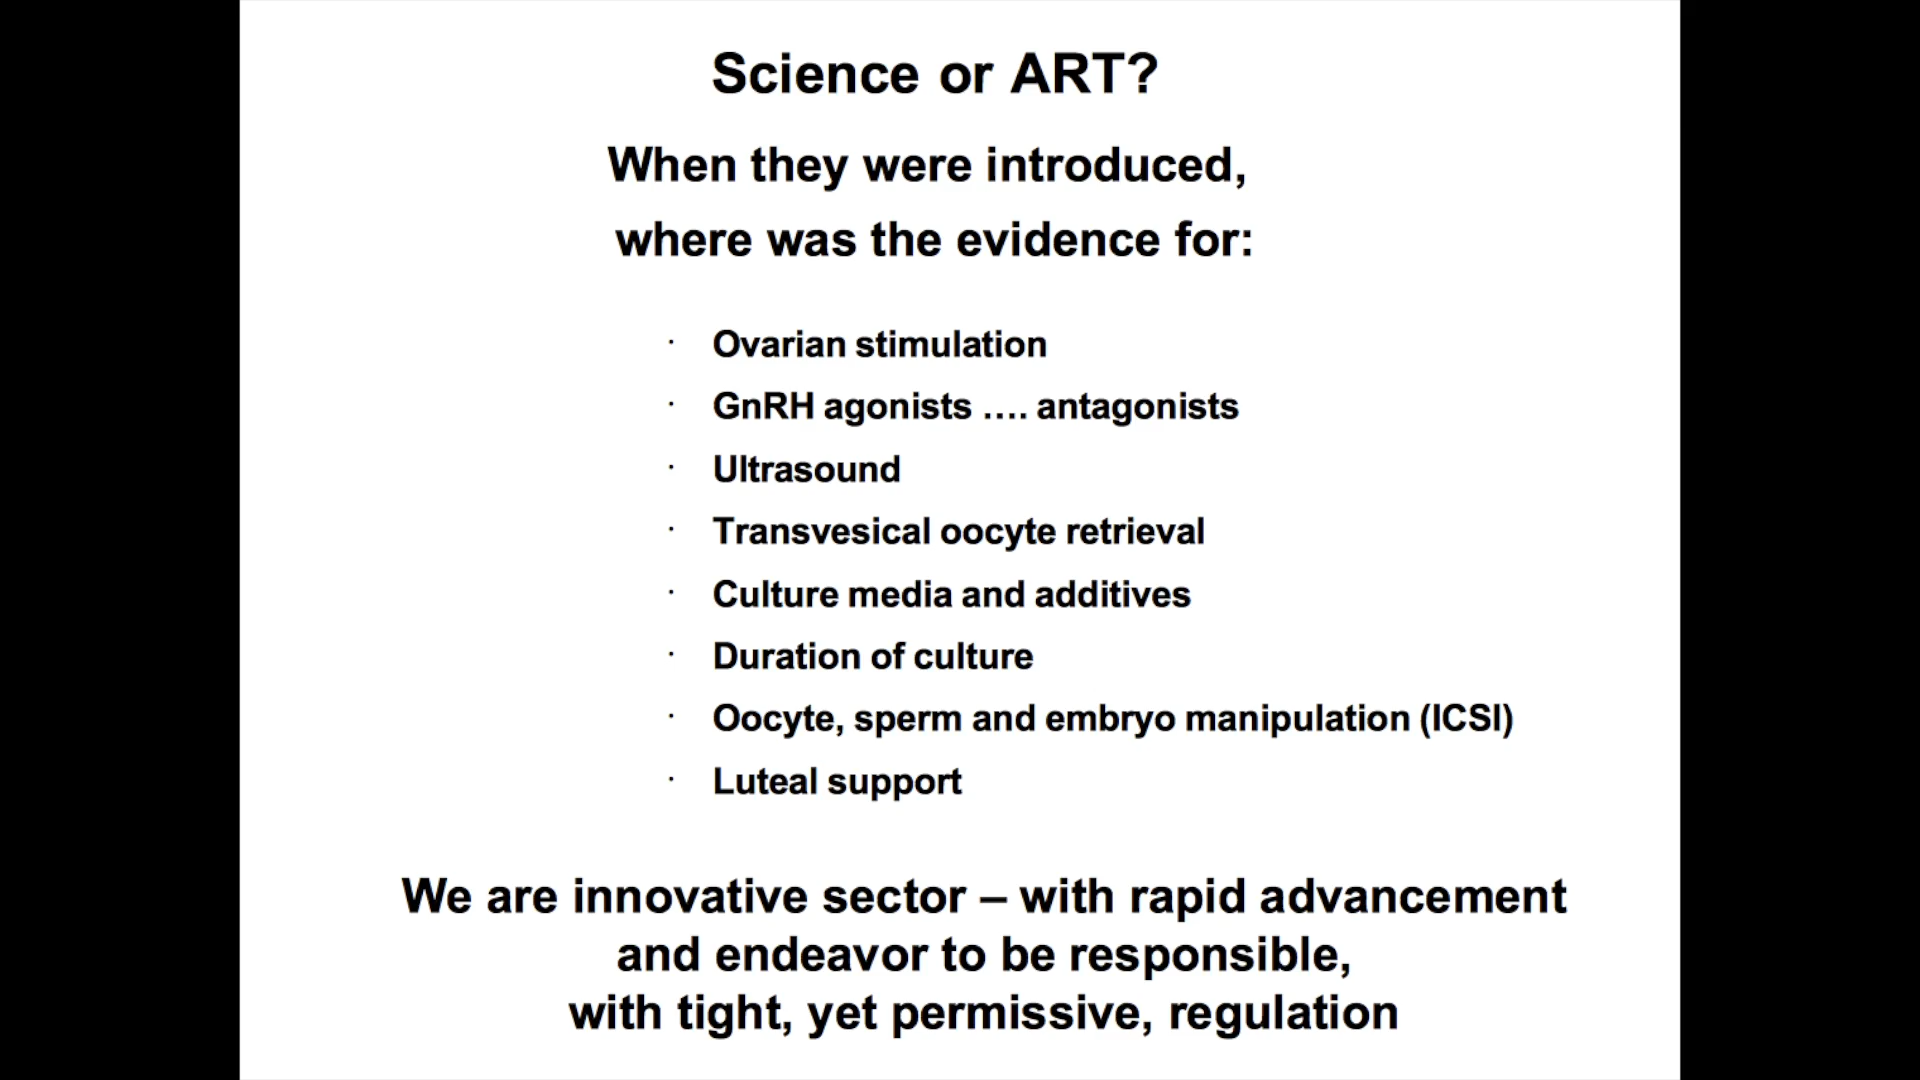 Science or ART?
When they were introduced,
where was the evidence for:
· Ovarian stimulation
· GnRH agonists …. antagonists
· Ultrasound
· Transvesical oocyte retrieval
· Culture media and additives
· Duration of culture
· Oocyte, sperm and embryo manipulation (ICSI)
· Luteal support
We are innovative sector – with rapid advancement
and endeavor to be responsible,
with tight, yet permissive, regulation